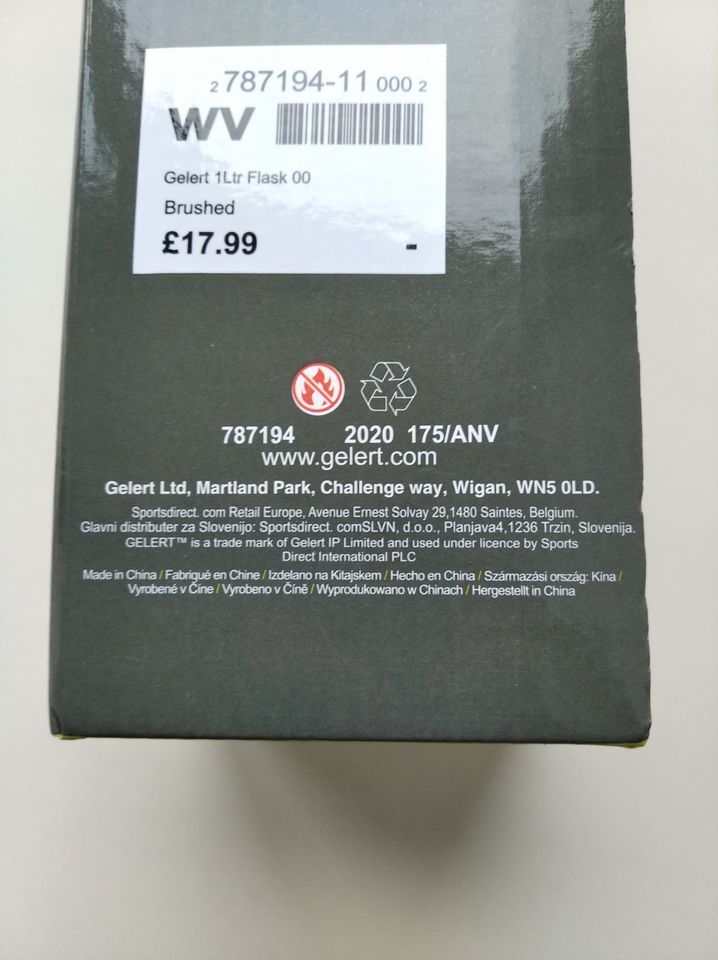 2 787194-11 000 2
WV
Gelert 1Ltr Flask 00
Brushed
£17.99 -
787194 2020 175/ANV
www.gelert.com
Gelert Ltd, Martland Park, Challenge way, Wigan, WN5 0LD.
Sportsdirect. com Retail Europe, Avenue Ernest Solvay 29,1480 Saintes, Belgium.
Glavni distributer za Slovenijo: Sportsdirect. comSLVN, d.o.o., Planjava4,1236 Trzin, Slovenija.
GELERT™ is a trade mark of Gelert IP Limited and used under licence by Sports
Direct International PLC
Made in China / Fabriqué en Chine / Izdelano na Kitajskem / Hecho en China / Származási ország: Kína /
Vyrobené v Číne / Vyrobeno v Číně / Wyprodukowano w Chinach / Hergestellt in China